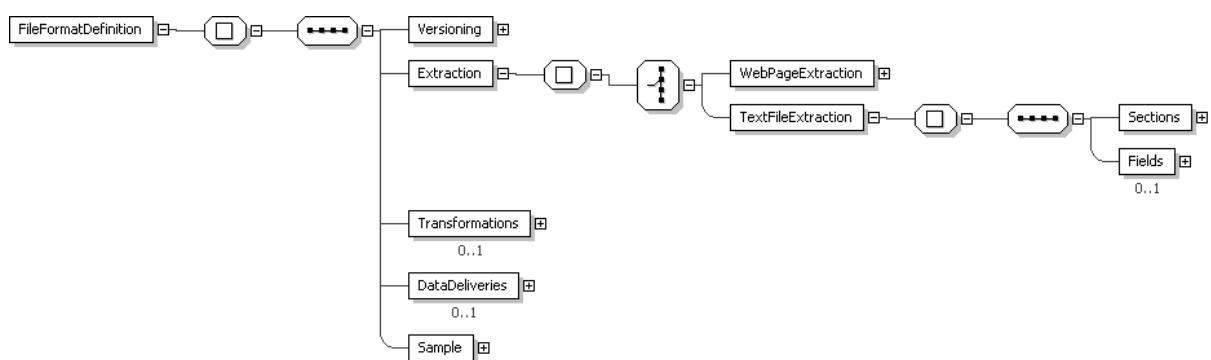 FileFormatDefinition
Versioning
Extraction
WebPageExtraction
TextFileExtraction
Sections
Fields
0..1
Transformations
0..1
DataDeliveries
0..1
Sample